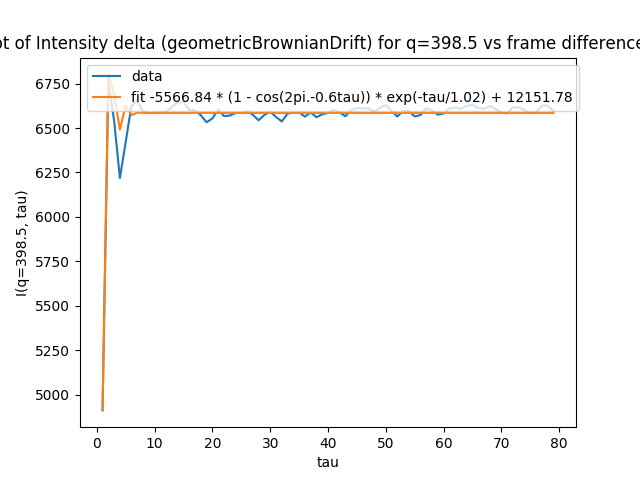 ot of Intensity delta (geometricBrownianDrift) for q=398.5 vs frame difference
data
fit -5566.84 * (1 - cos(2pi.-0.6tau)) * exp(-tau/1.02) + 12151.78
6750
6500
6250
6000
5750
5500
5250
5000
I(q=398.5, tau)
0 10 20 30 40 50 60 70 80
tau